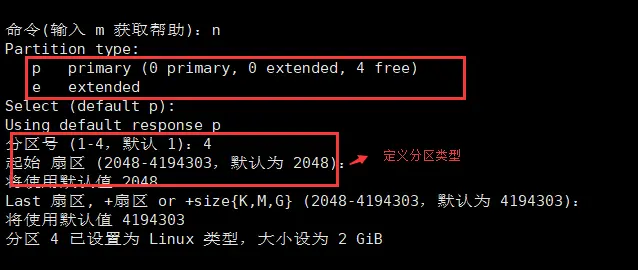 命令(输入 m 获取帮助)：n
Partition type:
p primary (0 primary, 0 extended, 4 free)
e extended
Select (default p):
Using default response p
分区号 (1-4，默认 1)：4
起始 扇区 (2048-4194303，默认为 2048)：
将使用默认值 2048
定义分区类型
Last 扇区, +扇区 or +size{K,M,G} (2048-4194303，默认为 4194303)：
将使用默认值 4194303
分区 4 已设置为 Linux 类型，大小设为 2 GiB